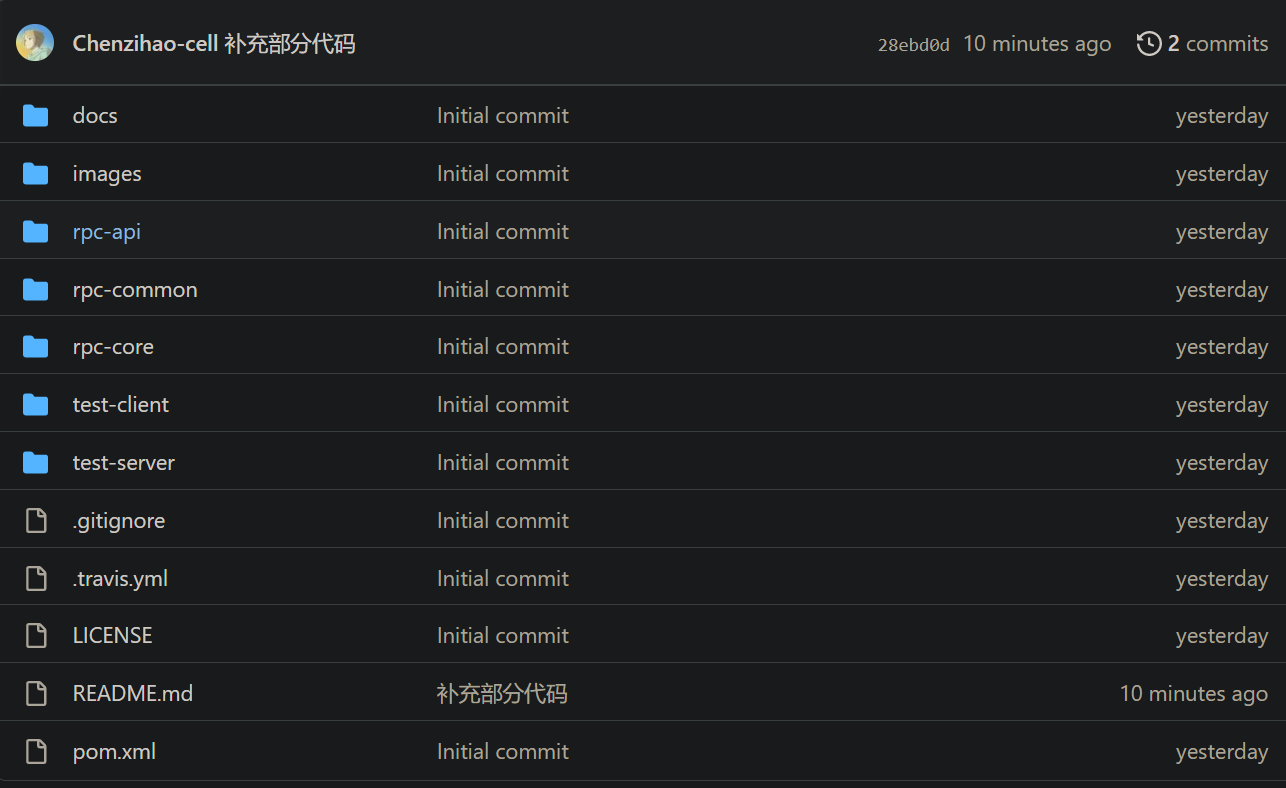 Chenzihao-cell 补充部分代码 28ebd0d 10 minutes ago 2 commits
docs Initial commit yesterday
images Initial commit yesterday
rpc-api Initial commit yesterday
rpc-common Initial commit yesterday
rpc-core Initial commit yesterday
test-client Initial commit yesterday
test-server Initial commit yesterday
.gitignore Initial commit yesterday
.travis.yml Initial commit yesterday
LICENSE Initial commit yesterday
README.md 补充部分代码 10 minutes ago
pom.xml Initial commit yesterday